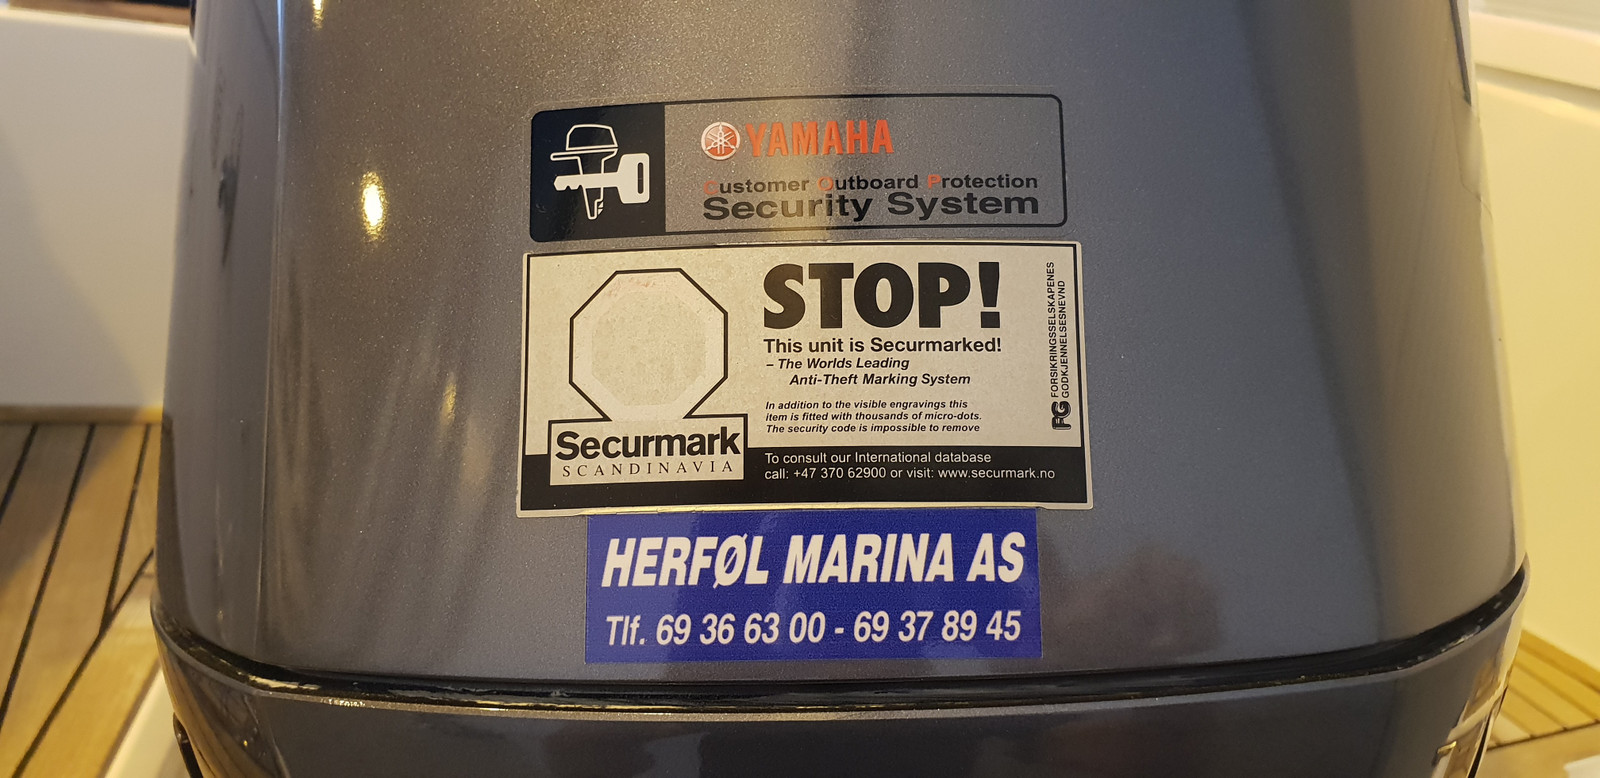 YAMAHA
Customer Outboard Protection
Security System
STOP!
This unit is Securmarked!
– The Worlds Leading
Anti-Theft Marking System
In addition to the visible engravings this
item is fitted with thousands of micro-dots.
The security code is impossible to remove
FG FORSIKRINGSSELSKAPENES
GODKJENNELSESNEVND
Securmark
SCANDINAVIA
To consult our International database
call: +47 370 62900 or visit: www.securmark.no
HERFØL MARINA AS
Tlf. 69 36 63 00 - 69 37 89 45